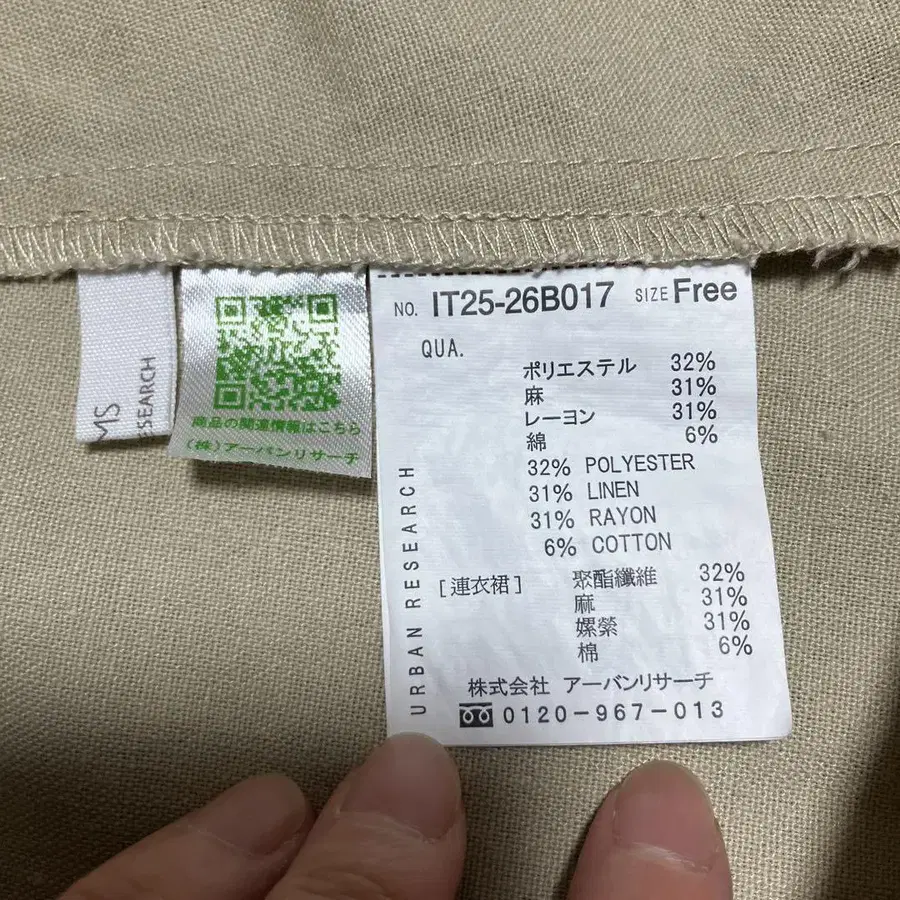 MS
ESEARCH
商品の関連情報はこちら
(株)アーバンリサーチ
NO. IT25-26B017 SIZE Free
QUA.
ポリエステル 32%
麻 31%
レーヨン 31%
綿 6%
32% POLYESTER
31% LINEN
31% RAYON
6% COTTON
[連衣裙] 聚酯纖維 32%
麻 31%
嫘縈 31%
棉 6%
URBAN RESEARCH
株式会社 アーバンリサーチ
0120-967-013